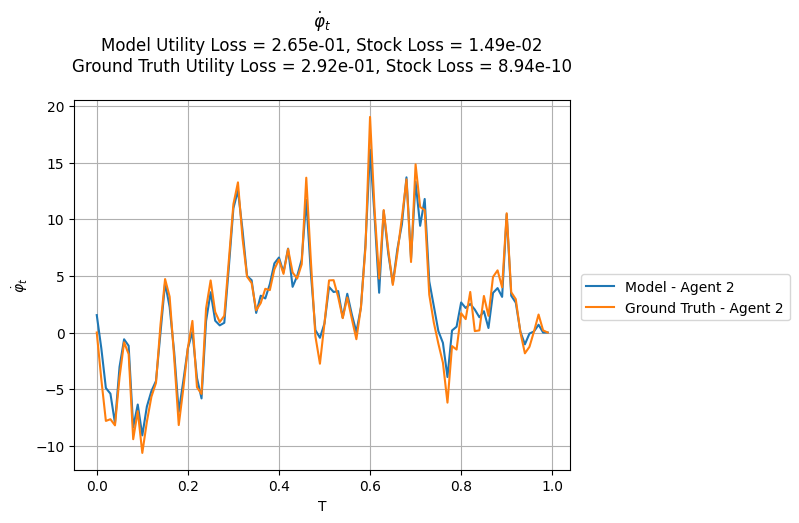 φ̇ₜ
Model Utility Loss = 2.65e-01, Stock Loss = 1.49e-02
Ground Truth Utility Loss = 2.92e-01, Stock Loss = 8.94e-10
φ̇ₜ
20
15
10
5
0
−5
−10
0.0 0.2 0.4 0.6 0.8 1.0
T
Model - Agent 2
Ground Truth - Agent 2